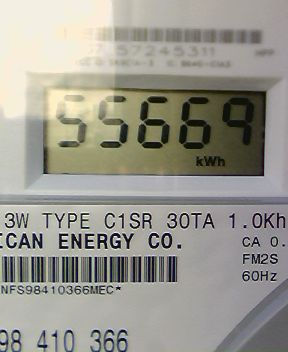 57245311
55669
kWh
3W TYPE C1SR 30TA 1.0Kh
ICAN ENERGY CO.
CA 0.
FM2S
60Hz
NFS98410366MEC*
98 410 366